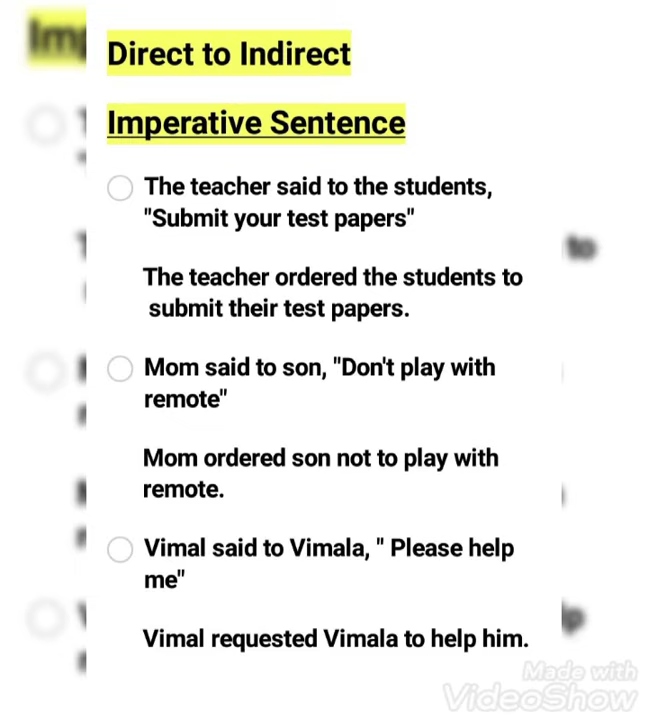 Direct to Indirect
Imperative Sentence
The teacher said to the students,
"Submit your test papers"
The teacher ordered the students to
submit their test papers.
Mom said to son, "Don't play with
remote"
Mom ordered son not to play with
remote.
Vimal said to Vimala, " Please help
me"
Vimal requested Vimala to help him.
Made with
VideoShow